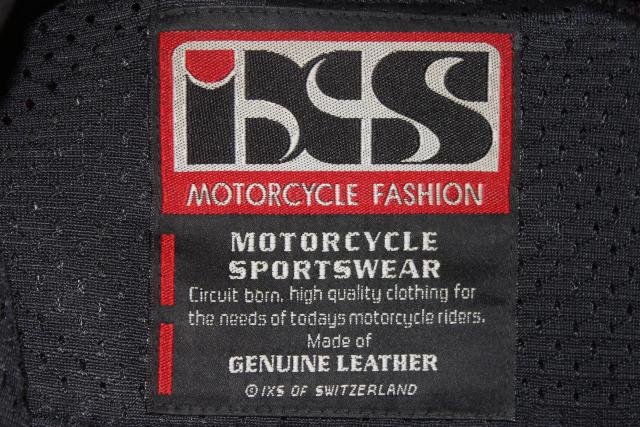 iXS
MOTORCYCLE FASHION
MOTORCYCLE
SPORTSWEAR
Circuit born, high quality clothing for
the needs of todays motorcycle riders.
Made of
GENUINE LEATHER
© IXS OF SWITZERLAND